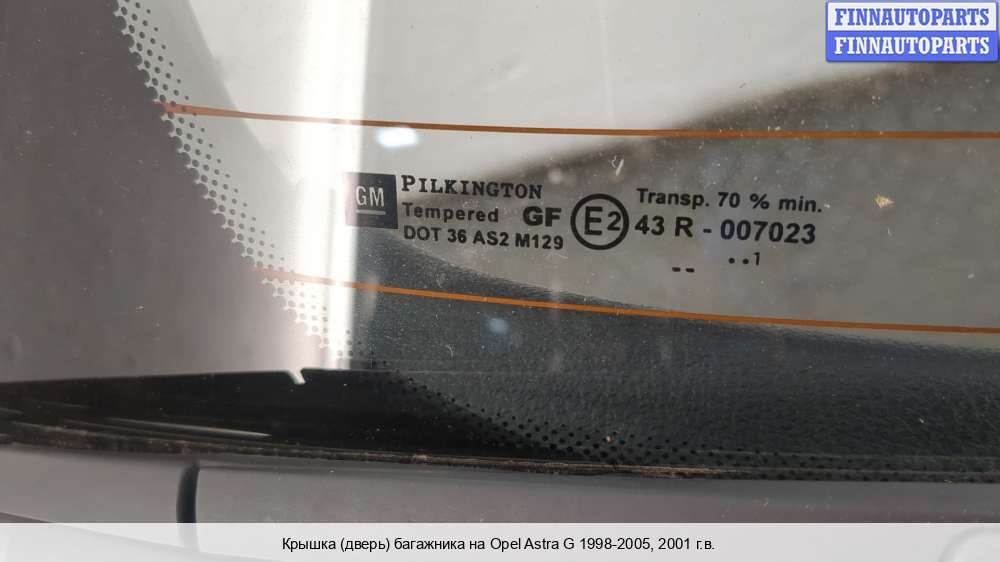 FINNAUTOPARTS
FINNAUTOPARTS
GM
PILKINGTON
Tempered GF
DOT 36 AS2 M129
E2
Transp. 70 % min.
43 R - 007023
-- ..1
Крышка (дверь) багажника на Opel Astra G 1998-2005, 2001 г.в.